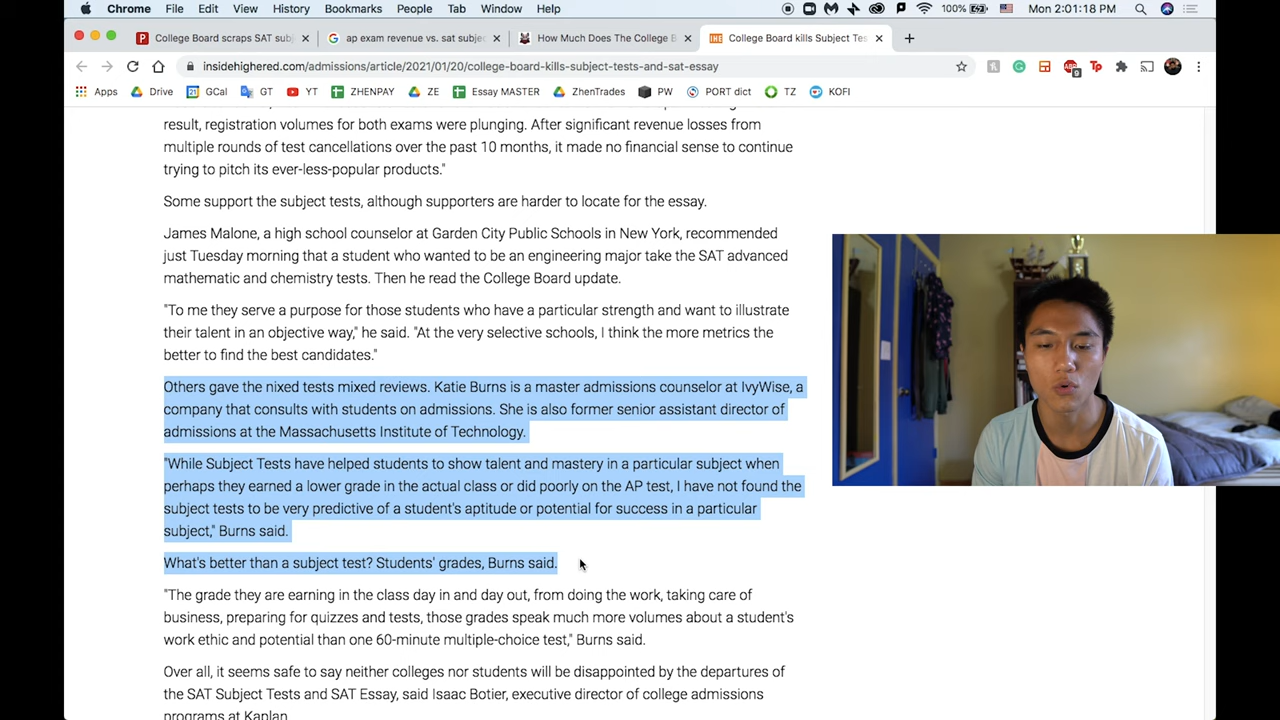 Chrome File Edit View History Bookmarks People Tab Window Help 100% Mon 2:01:18 PM
College Board scraps SAT subj ap exam revenue vs. sat subjec How Much Does The College B College Board kills Subject Tes
insidehighered.com/admissions/article/2021/01/20/college-board-kills-subject-tests-and-sat-essay
Apps Drive GCal GT YT ZHENPAY ZE Essay MASTER ZhenTrades PW PORT dict TZ KOFI
result, registration volumes for both exams were plunging. After significant revenue losses from
multiple rounds of test cancellations over the past 10 months, it made no financial sense to continue
trying to pitch its ever-less-popular products."
Some support the subject tests, although supporters are harder to locate for the essay.
James Malone, a high school counselor at Garden City Public Schools in New York, recommended
just Tuesday morning that a student who wanted to be an engineering major take the SAT advanced
mathematic and chemistry tests. Then he read the College Board update.
"To me they serve a purpose for those students who have a particular strength and want to illustrate
their talent in an objective way," he said. "At the very selective schools, I think the more metrics the
better to find the best candidates."
Others gave the nixed tests mixed reviews. Katie Burns is a master admissions counselor at IvyWise, a
company that consults with students on admissions. She is also former senior assistant director of
admissions at the Massachusetts Institute of Technology.
"While Subject Tests have helped students to show talent and mastery in a particular subject when
perhaps they earned a lower grade in the actual class or did poorly on the AP test, I have not found the
subject tests to be very predictive of a student's aptitude or potential for success in a particular
subject," Burns said.
What's better than a subject test? Students' grades, Burns said.
"The grade they are earning in the class day in and day out, from doing the work, taking care of
business, preparing for quizzes and tests, those grades speak much more volumes about a student's
work ethic and potential than one 60-minute multiple-choice test," Burns said.
Over all, it seems safe to say neither colleges nor students will be disappointed by the departures of
the SAT Subject Tests and SAT Essay, said Isaac Botier, executive director of college admissions
programs at Kaplan.